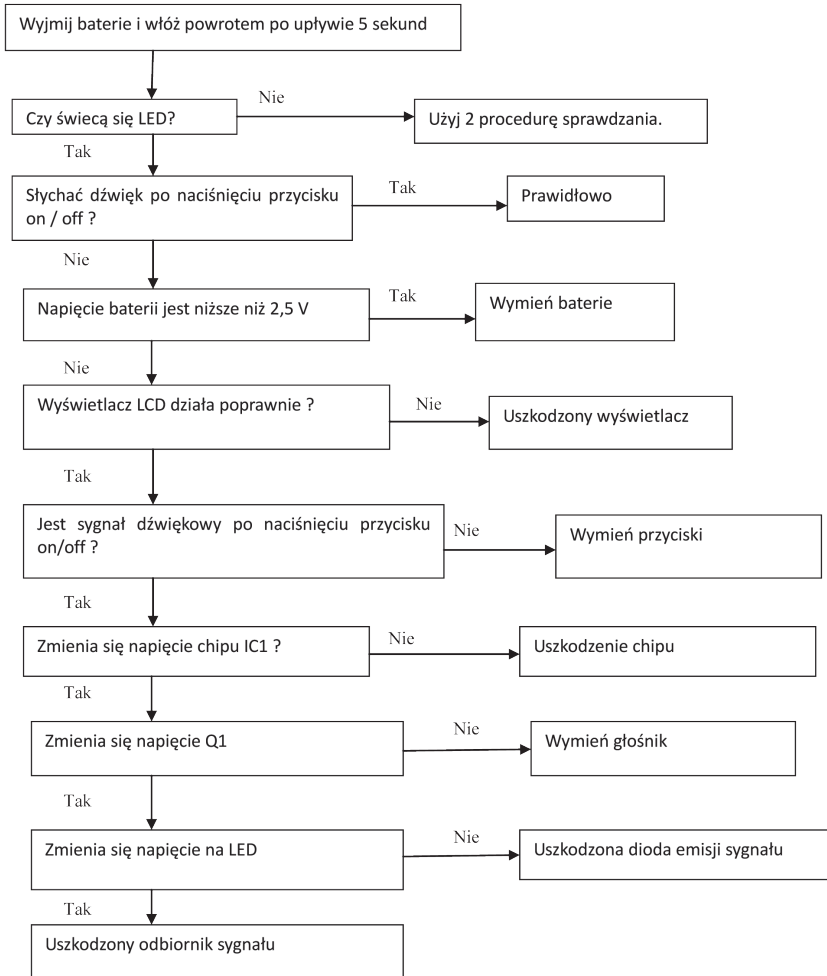 Wyjmij baterie i włóż powrotem po upływie 5 sekund
Nie
Czy świecą się LED?
Użyj 2 procedurę sprawdzania.
Tak
Słychać dźwięk po naciśnięciu przycisku
on / off ?
Tak
Prawidłowo
Nie
Napięcie baterii jest niższe niż 2,5 V
Tak
Wymień baterie
Nie
Wyświetlacz LCD działa poprawnie ?
Nie
Uszkodzony wyświetlacz
Tak
Jest sygnał dźwiękowy po naciśnięciu przycisku
on/off ?
Nie
Wymień przyciski
Tak
Zmienia się napięcie chipu IC1 ?
Nie
Uszkodzenie chipu
Tak
Zmienia się napięcie Q1
Nie
Wymień głośnik
Tak
Zmienia się napięcie na LED
Nie
Uszkodzona dioda emisji sygnału
Tak
Uszkodzony odbiornik sygnału